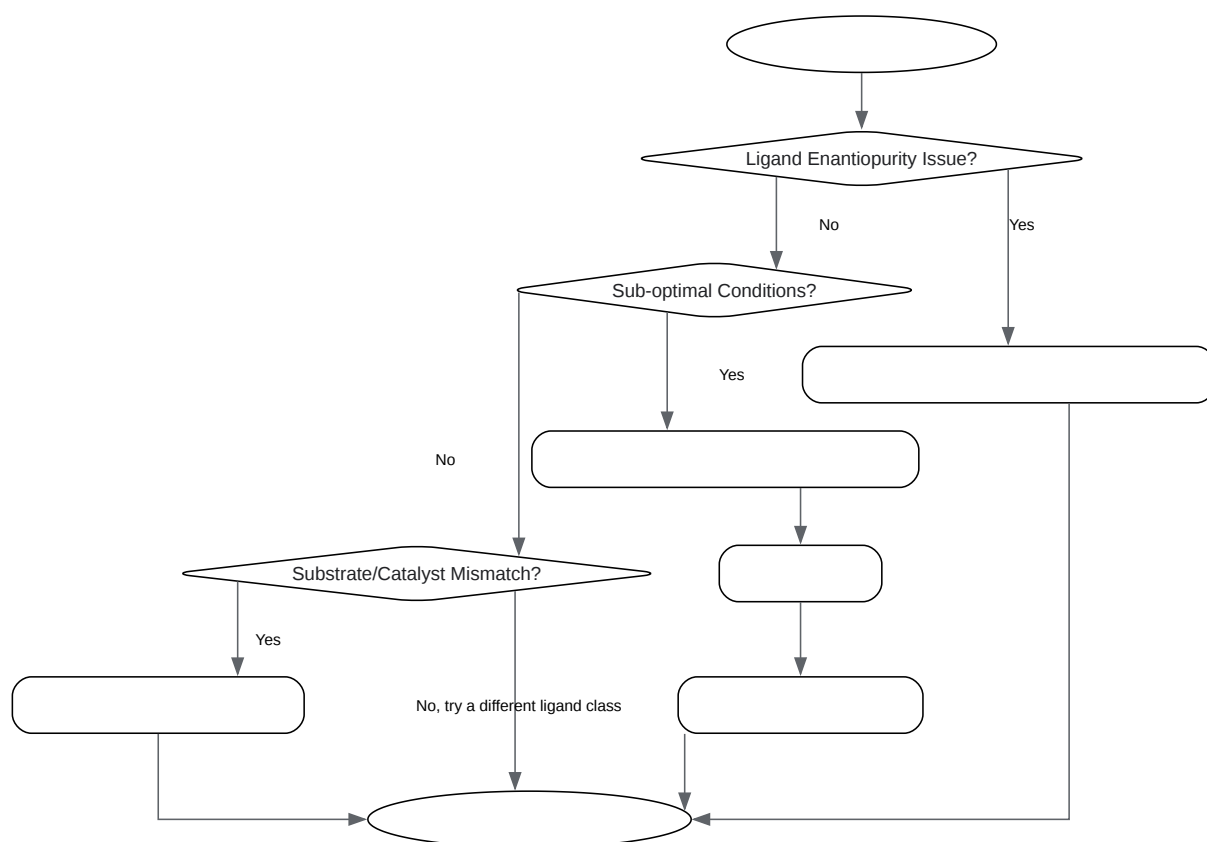 Ligand Enantiopurity Issue?
No
Yes
Sub-optimal Conditions?
Yes
No
Substrate/Catalyst Mismatch?
Yes
No, try a different ligand class